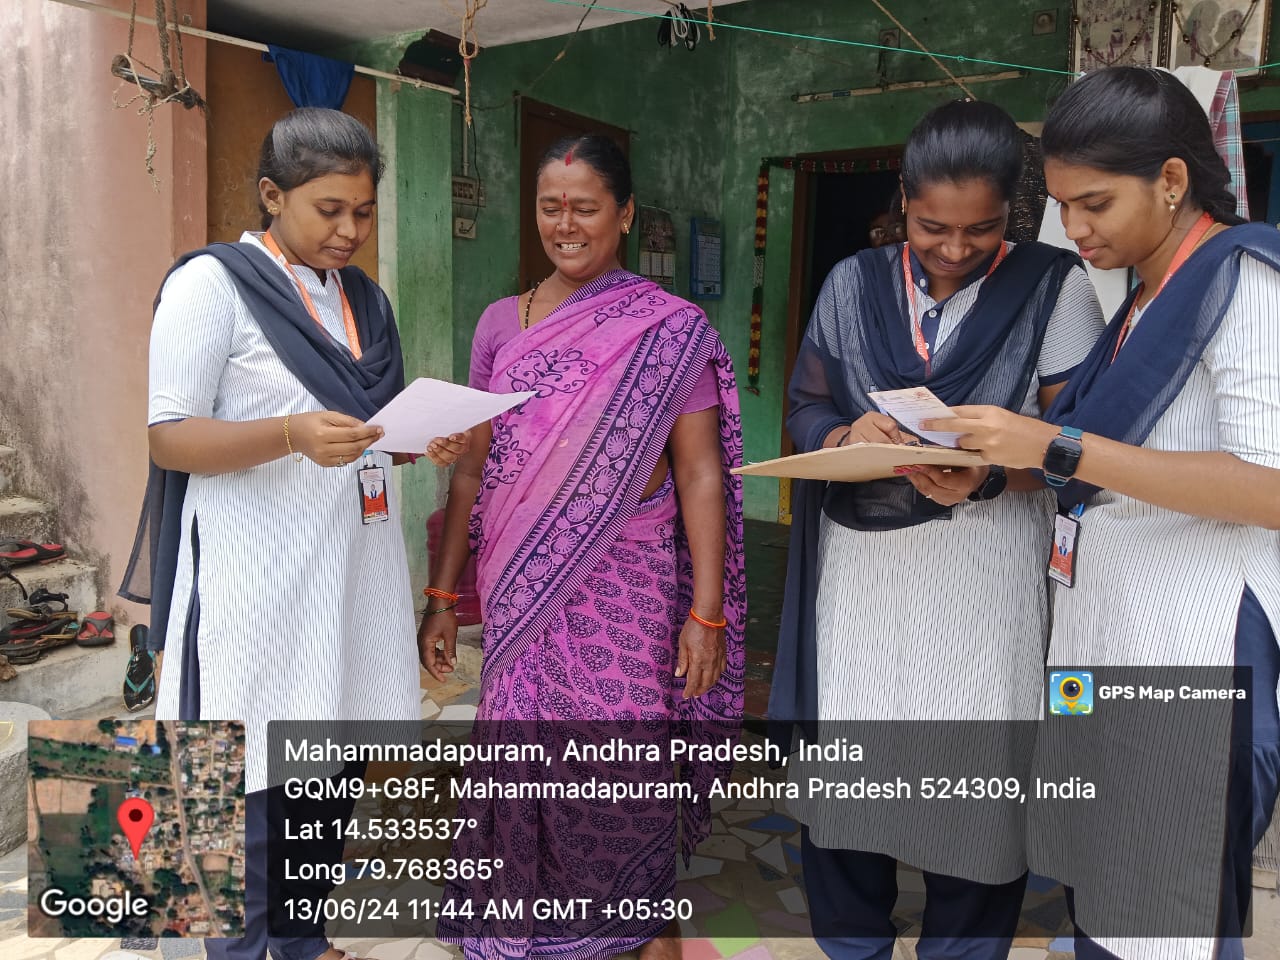 GPS Map Camera
Mahammadapuram, Andhra Pradesh, India
GQM9+G8F, Mahammadapuram, Andhra Pradesh 524309, India
Lat 14.533537°
Long 79.768365°
13/06/24 11:44 AM GMT +05:30
Google